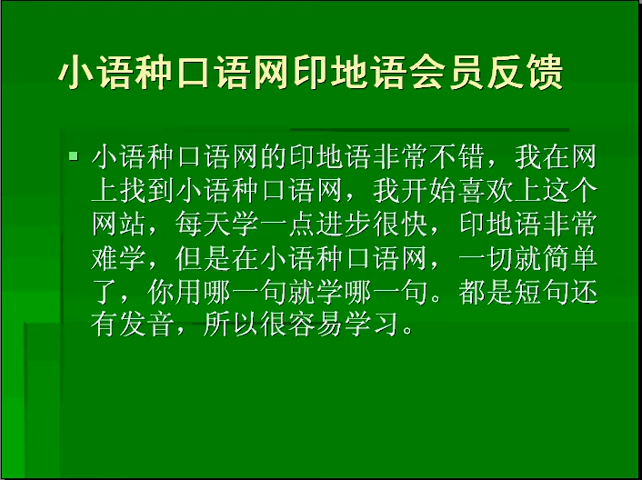 小语种口语网印地语会员反馈
小语种口语网的印地语非常不错，我在网
上找到小语种口语网，我开始喜欢上这个
网站，每天学一点进步很快，印地语非常
难学，但是在小语种口语网，一切就简单
了，你用哪一句就学哪一句。都是短句还
有发音，所以很容易学习。